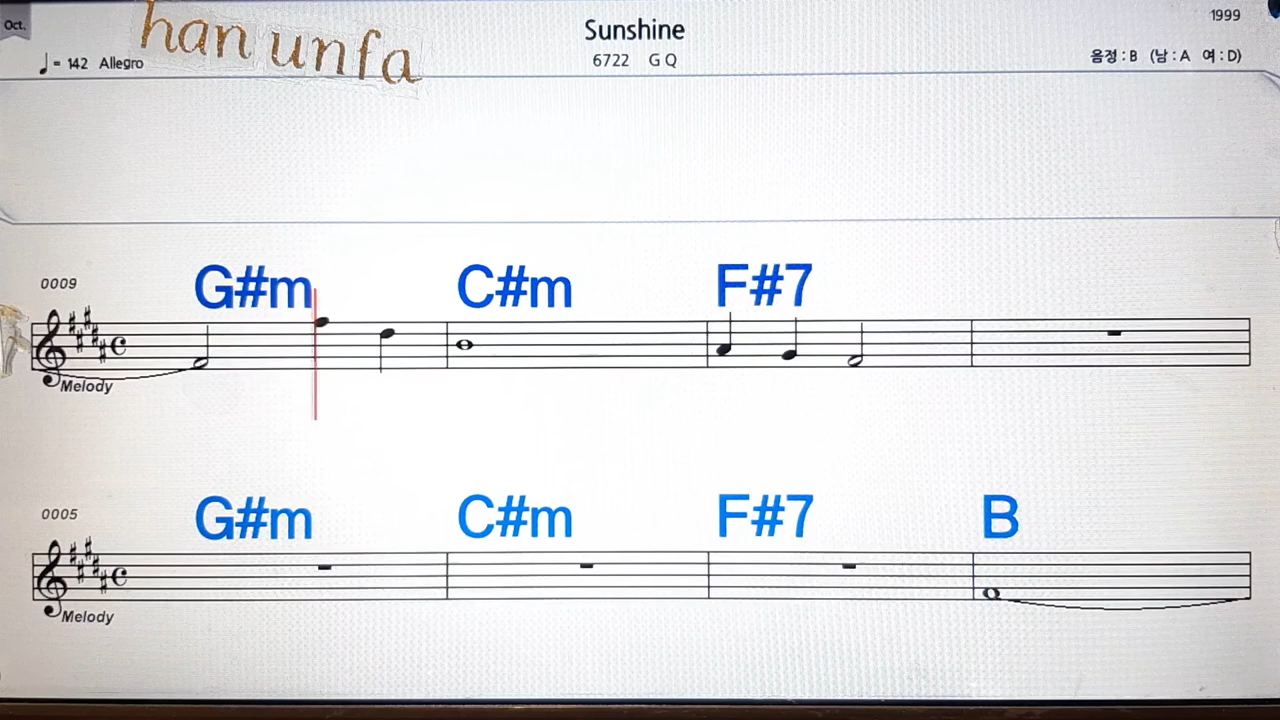 Oct.
han unfa
Sunshine
1999
♩ = 142 Allegro
6722 G Q
음정 : B (남 : A 여 : D)
0009
G#m C#m F#7
Melody
0005
G#m C#m F#7 B
Melody